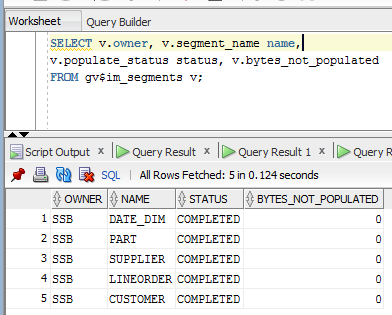 Worksheet Query Builder
SELECT v.owner, v.segment_name name,
v.populate_status status, v.bytes_not_populated
FROM gv$im_segments v;
Script Output × Query Result × Query Result 1 × Query R
SQL | All Rows Fetched: 5 in 0.124 seconds
OWNER NAME STATUS BYTES_NOT_POPULATED
1 SSB DATE_DIM COMPLETED 0
2 SSB PART COMPLETED 0
3 SSB SUPPLIER COMPLETED 0
4 SSB LINEORDER COMPLETED 0
5 SSB CUSTOMER COMPLETED 0